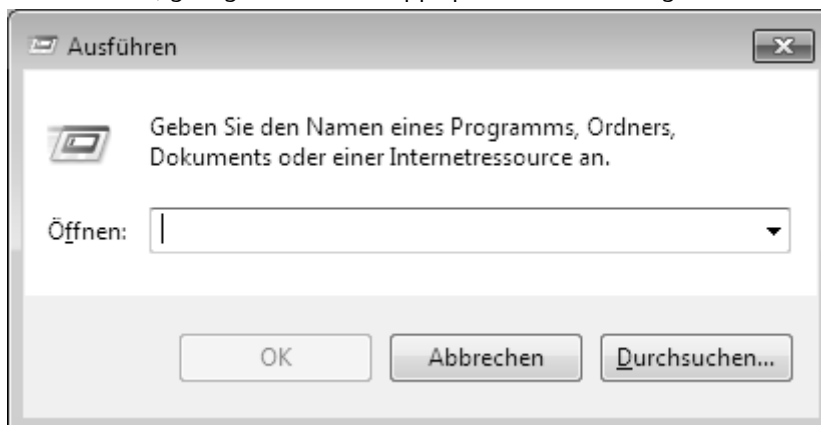 Ausführen
Geben Sie den Namen eines Programms, Ordners,
Dokuments oder einer Internetressource an.
Öffnen:
OK Abbrechen Durchsuchen...